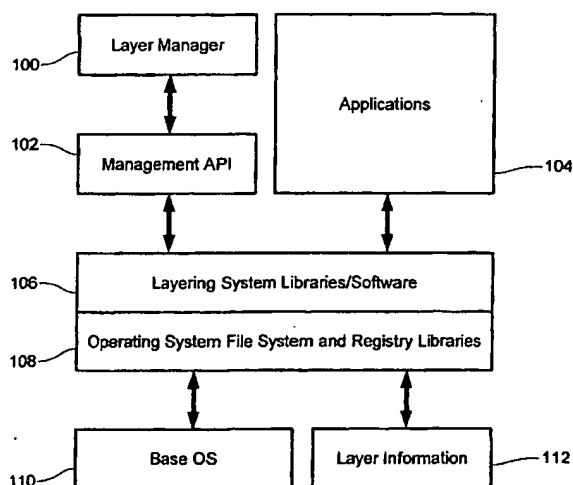 Layer Manager
100
Applications
102
Management API
104
106
Layering System Libraries/Software
108
Operating System File System and Registry Libraries
110
Base OS
Layer Information
112